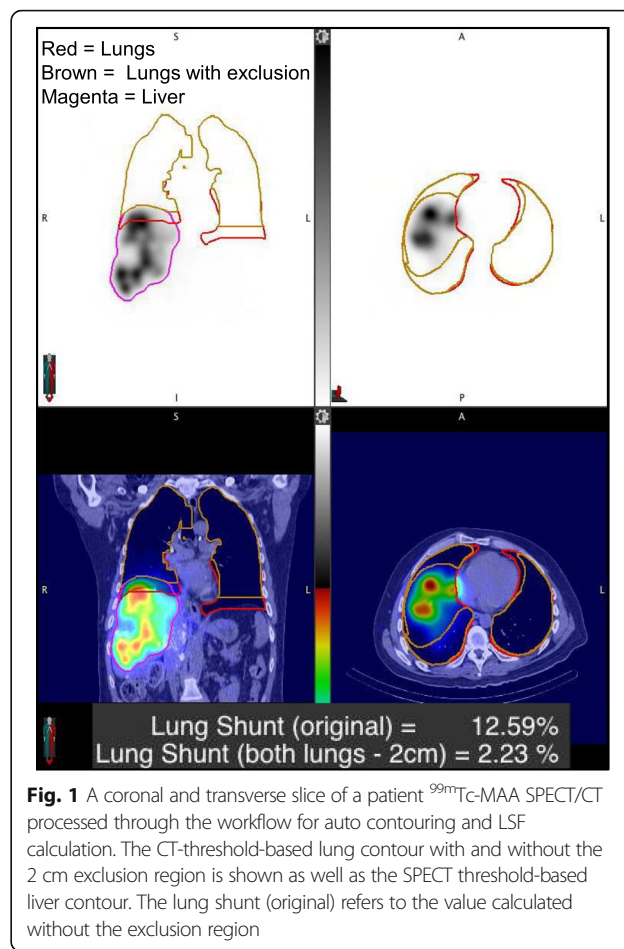 S
A
Red = Lungs
Brown = Lungs with exclusion
Magenta = Liver
R
L
L
I
P
S
A
R
L
L
Lung Shunt (original) = 12.59%
Lung Shunt (both lungs - 2cm) = 2.23 %
Fig. 1 A coronal and transverse slice of a patient ⁹⁹ᵐTc-MAA SPECT/CT
processed through the workflow for auto contouring and LSF
calculation. The CT-threshold-based lung contour with and without the
2 cm exclusion region is shown as well as the SPECT threshold-based
liver contour. The lung shunt (original) refers to the value calculated
without the exclusion region